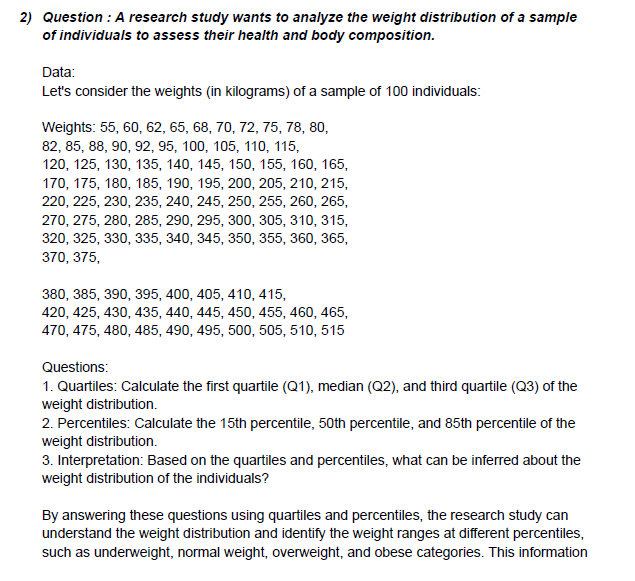 2) Question : A research study wants to analyze the weight distribution of a sample
of individuals to assess their health and body composition.
Data:
Let's consider the weights (in kilograms) of a sample of 100 individuals:
Weights: 55, 60, 62, 65, 68, 70, 72, 75, 78, 80,
82, 85, 88, 90, 92, 95, 100, 105, 110, 115,
120, 125, 130, 135, 140, 145, 150, 155, 160, 165,
170, 175, 180, 185, 190, 195, 200, 205, 210, 215,
220, 225, 230, 235, 240, 245, 250, 255, 260, 265,
270, 275, 280, 285, 290, 295, 300, 305, 310, 315,
320, 325, 330, 335, 340, 345, 350, 355, 360, 365,
370, 375,
380, 385, 390, 395, 400, 405, 410, 415,
420, 425, 430, 435, 440, 445, 450, 455, 460, 465,
470, 475, 480, 485, 490, 495, 500, 505, 510, 515
Questions:
1. Quartiles: Calculate the first quartile (Q1), median (Q2), and third quartile (Q3) of the
weight distribution.
2. Percentiles: Calculate the 15th percentile, 50th percentile, and 85th percentile of the
weight distribution.
3. Interpretation: Based on the quartiles and percentiles, what can be inferred about the
weight distribution of the individuals?
By answering these questions using quartiles and percentiles, the research study can
understand the weight distribution and identify the weight ranges at different percentiles,
such as underweight, normal weight, overweight, and obese categories. This information